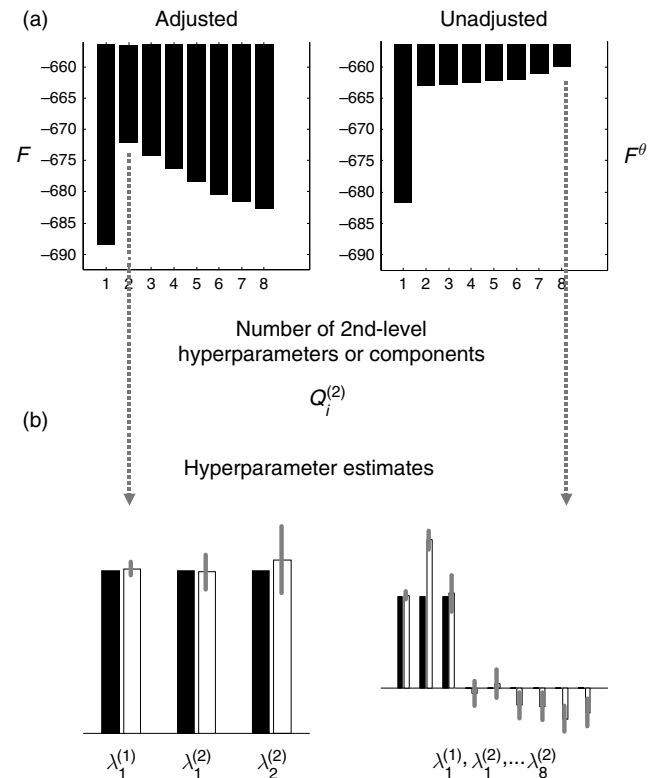 (a)
Adjusted
Unadjusted
–660
–665
–670
–675
–680
–685
–690
F
1 2 3 4 5 6 7 8
–660
–665
–670
–675
–680
–685
–690
F^θ
1 2 3 4 5 6 7 8
Number of 2nd-level
hyperparameters or components
Q_i^(2)
(b)
Hyperparameter estimates
λ_1^(1) λ_1^(2) λ_2^(2)
λ_1^(1), λ_1^(2),... λ_8^(2)